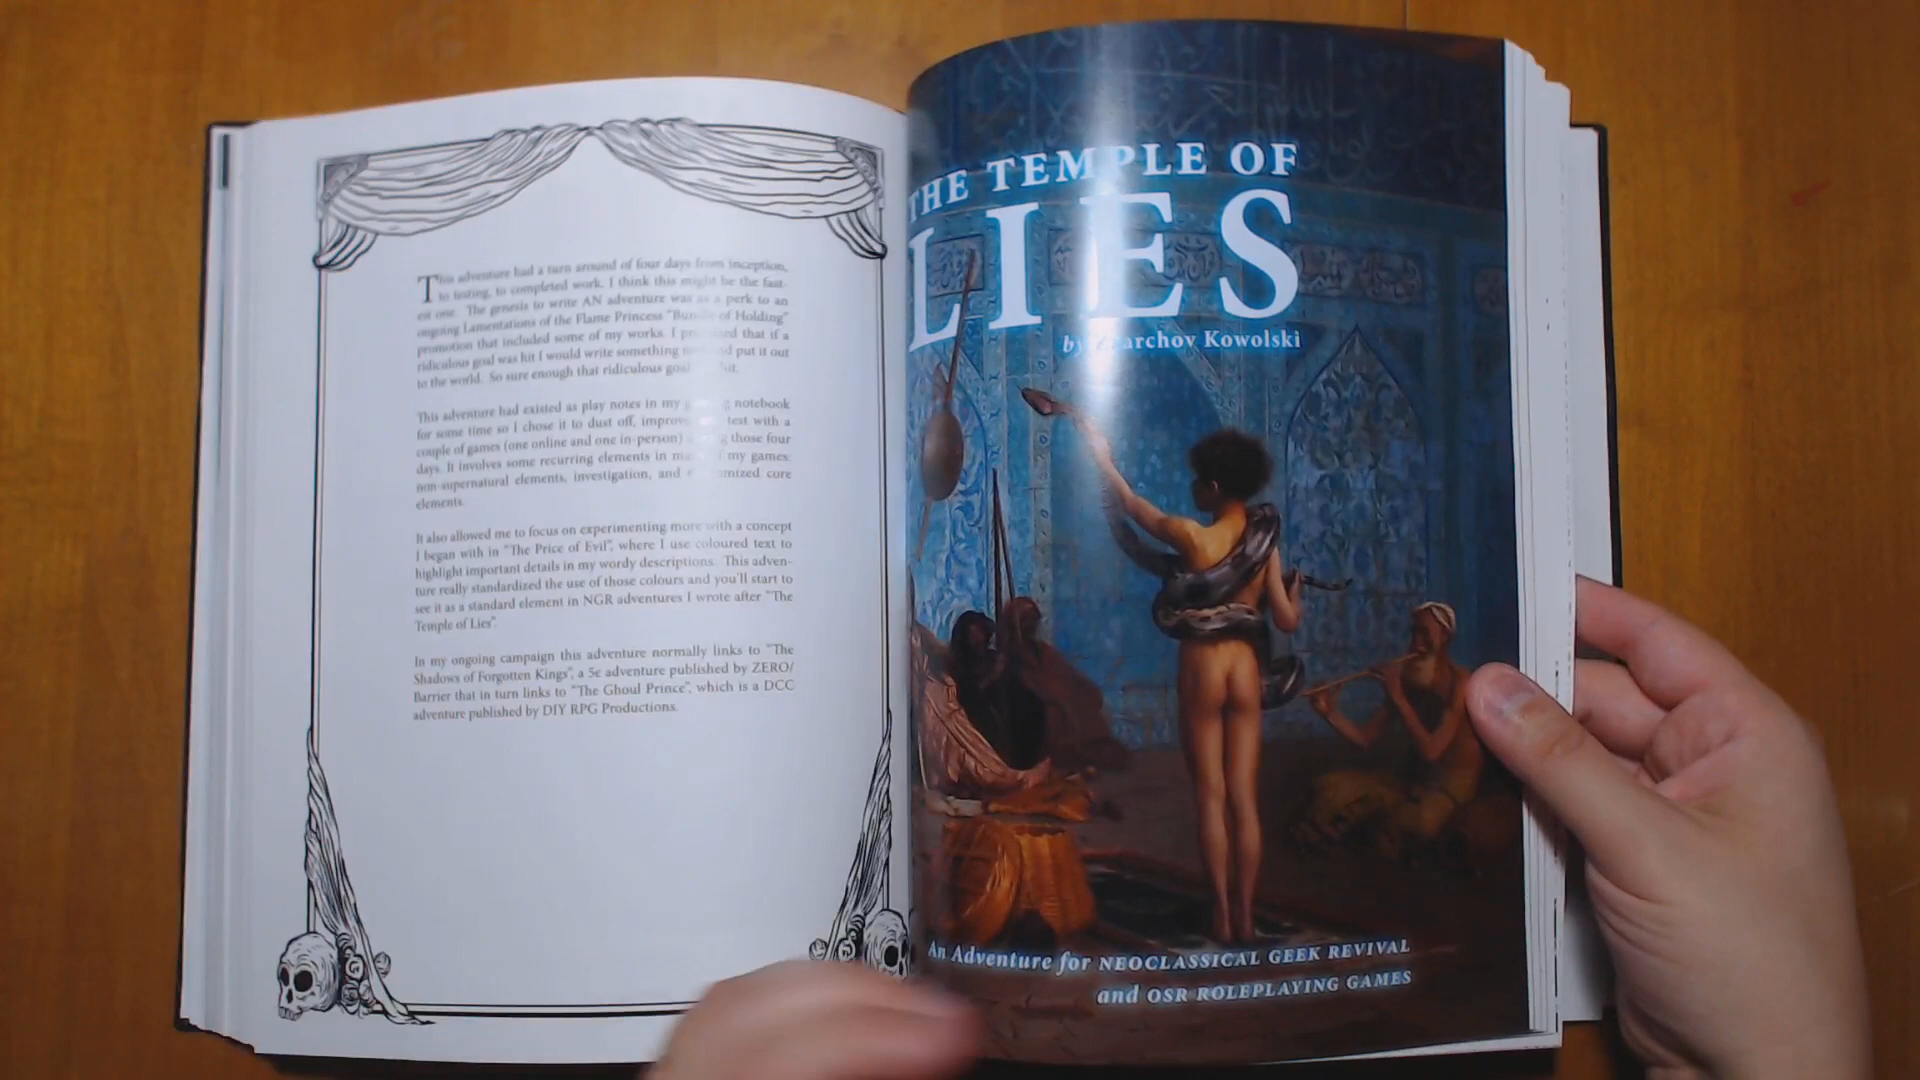 This adventure had a turn around of four days from inception,
to testing, to completed work. I think this might be the fast-
est one. The genesis to write AN adventure was as a perk to an
ongoing Lamentations of the Flame Princess "Bundle of Holding"
promotion that included some of my works. I promised that if a
ridiculous goal was hit I would write something and put it out
to the world. So sure enough that ridiculous goal hit.
This adventure had existed as play notes in my notebook
for some time so I chose it to dust off, improve test with a
couple of games (one online and one in-person) those four
days. It involves some recurring elements in my games:
non-supernatural elements, investigation, and core
elements.
It also allowed me to focus on experimenting more with a concept
I began with in "The Price of Evil", where I use coloured text to
highlight important details in my wordy descriptions. This adven-
ture really standardized the use of those colours and you'll start to
see it as a standard element in NGR adventures I wrote after "The
Temple of Lies".
In my ongoing campaign this adventure normally links to "The
Shadows of Forgotten Kings", a 5e adventure published by ZERO/
Barrier that in turn links to "The Ghoul Prince", which is a DCC
adventure published by DIY RPG Productions.
THE TEMPLE OF
LIES
by Kowolski
An Adventure for NEOCLASSICAL GEEK REVIVAL
and OSR ROLEPLAYING GAMES